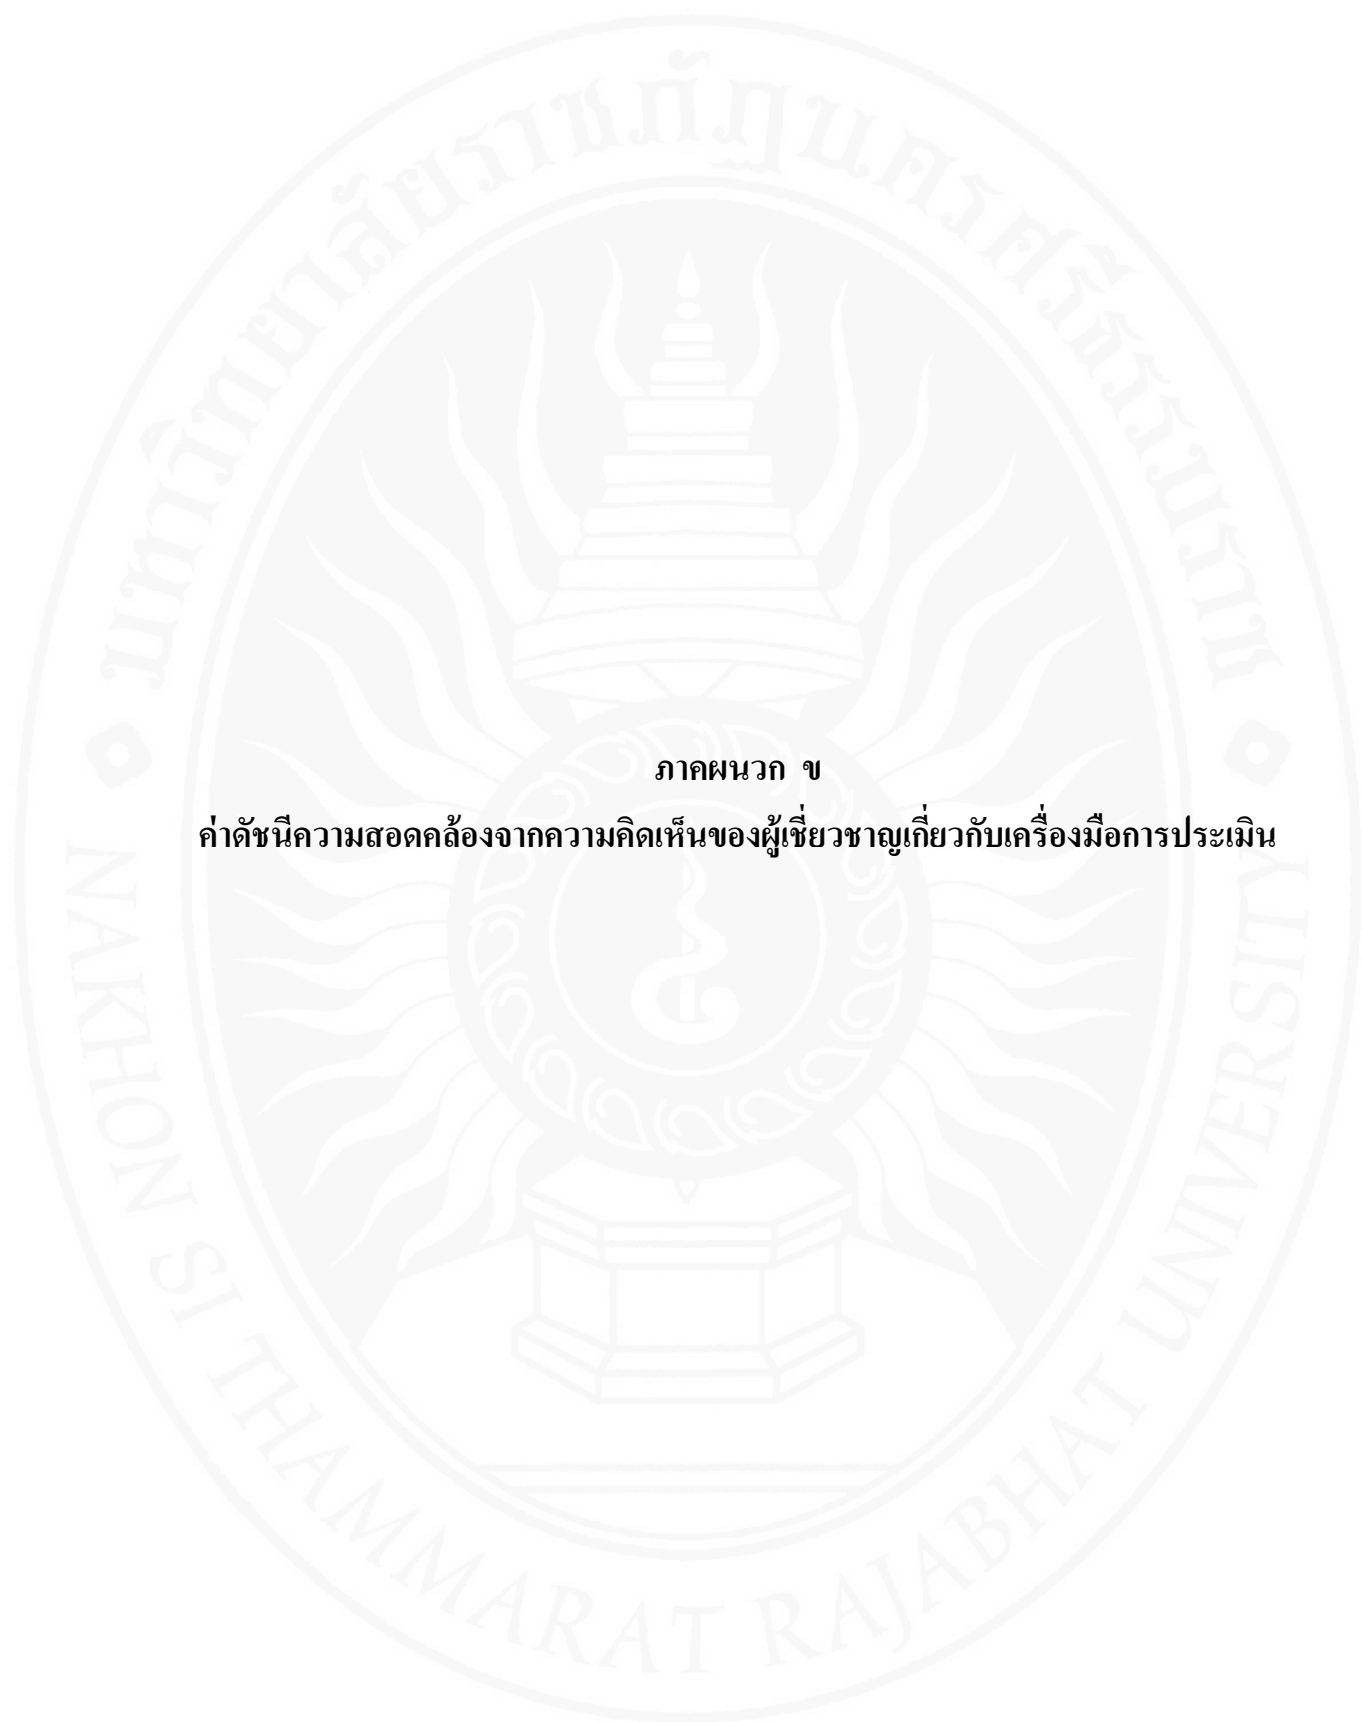 มหาวิทยาลัยราชภัฏนครศรีธรรมราช
ภาคผนวก ข
ค่าดัชนีความสอดคล้องจากความคิดเห็นของผู้เชี่ยวชาญเกี่ยวกับเครื่องมือการประเมิน
NAKHON SI THAMMARAT RAJABHAT UNIVERSITY